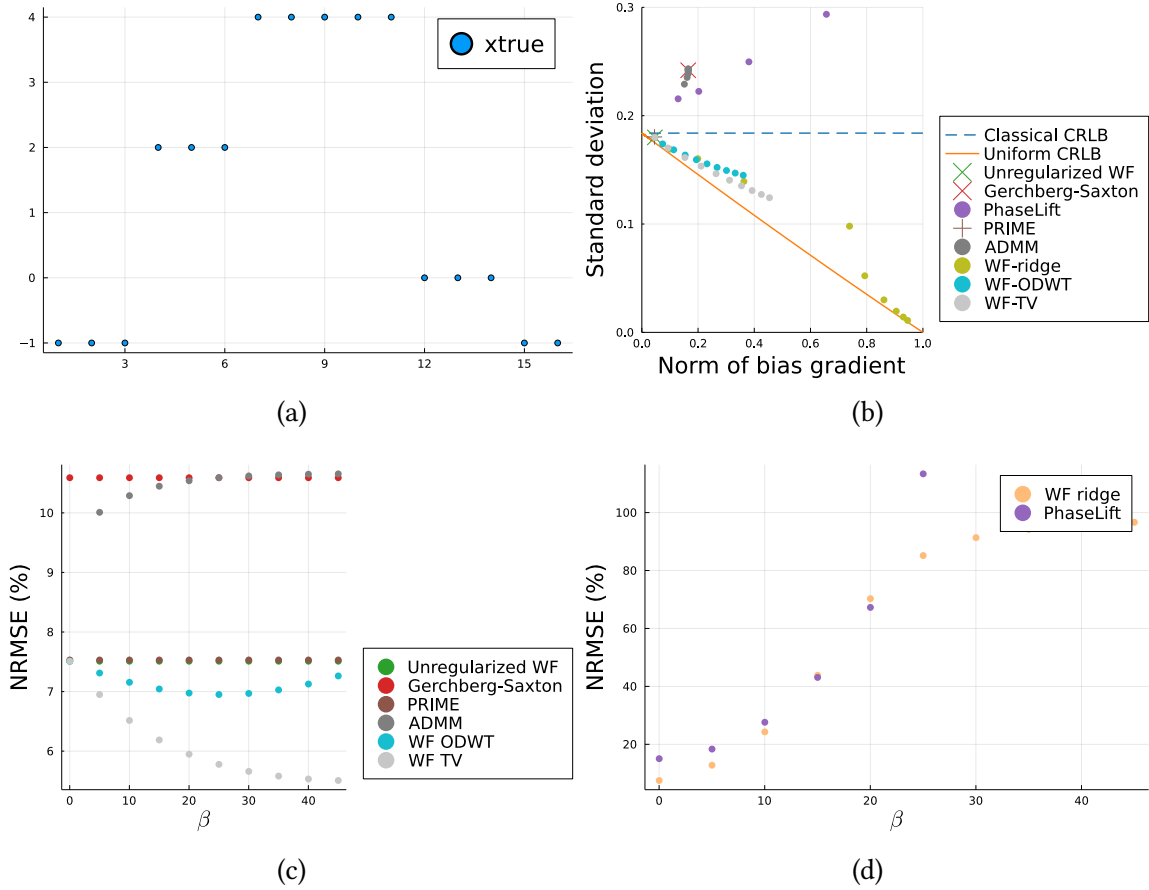 4
3
2
1
0
−1
3
6
9
12
15
xtrue
(a)
Standard deviation
0.3
0.2
0.1
0.0
0.0 0.2 0.4 0.6 0.8 1.0
Norm of bias gradient
Classical CRLB
Uniform CRLB
Unregularized WF
Gerchberg-Saxton
PhaseLift
PRIME
ADMM
WF-ridge
WF-ODWT
WF-TV
(b)
NRMSE (%)
10
9
8
7
6
0 10 20 30 40
β
Unregularized WF
Gerchberg-Saxton
PRIME
ADMM
WF ODWT
WF TV
(c)
NRMSE (%)
100
80
60
40
20
0 10 20 30 40
β
WF ridge
PhaseLift
(d)